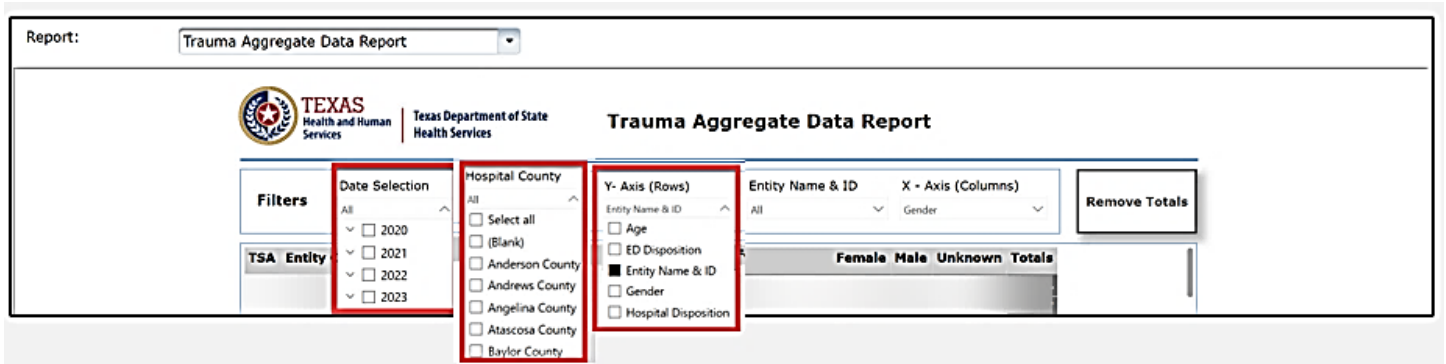 Report:
Trauma Aggregate Data Report
TEXAS
Health and Human
Services
Texas Department of State
Health Services
Trauma Aggregate Data Report
Filters
Date Selection
All
2020
2021
2022
2023
Hospital County
All
Select all
(Blank)
Anderson County
Andrews County
Angelina County
Atascosa County
Baylor County
Y- Axis (Rows)
Entity Name & ID
Age
ED Disposition
Entity Name & ID
Gender
Hospital Disposition
Entity Name & ID
All
X - Axis (Columns)
Gender
Remove Totals
TSA Entity
Female Male Unknown Totals